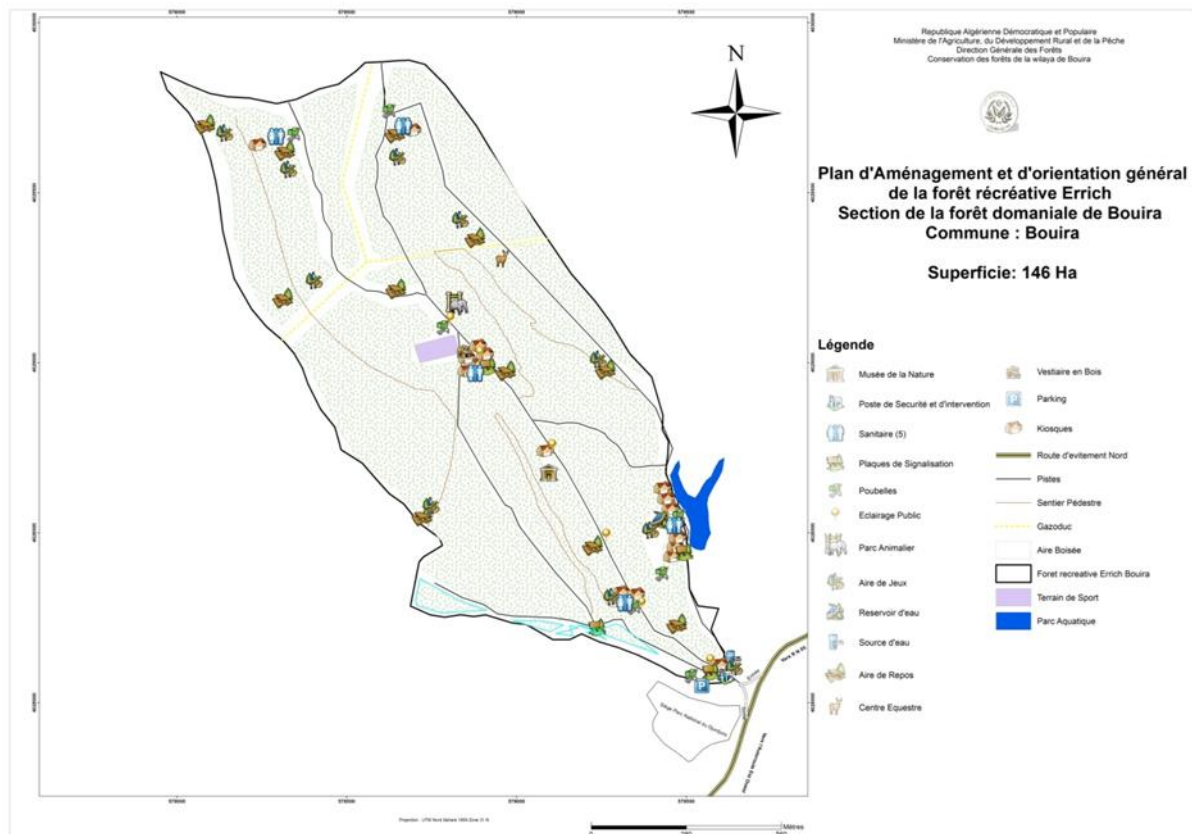 Republique Algérienne Démocratique et Populaire
Ministère de l'Agriculture, du Développement Rural et de la Pêche
Direction Générale des Forêts
Conservation des forêts de la wilaya de Bouira
N
Plan d'Aménagement et d'orientation général
de la forêt récréative Errich
Section de la forêt domaniale de Bouira
Commune : Bouira
Superficie: 146 Ha
Légende
Musée de la Nature
Poste de Securité et d'intervention
Sanitaire (5)
Plaques de Signalisation
Poubelles
Eclairage Public
Parc Animalier
Aire de Jeux
Reservoir d'eau
Source d'eau
Aire de Repos
Centre Equestre
Vestiaire en Bois
Parking
Kiosques
Route d'evitement Nord
Pistes
Sentier Pédestre
Gazoduc
Aire Boisée
Foret recreative Errich Bouira
Terrain de Sport
Parc Aquatique
P
Siège Parc National du Djurdjura
Mètres